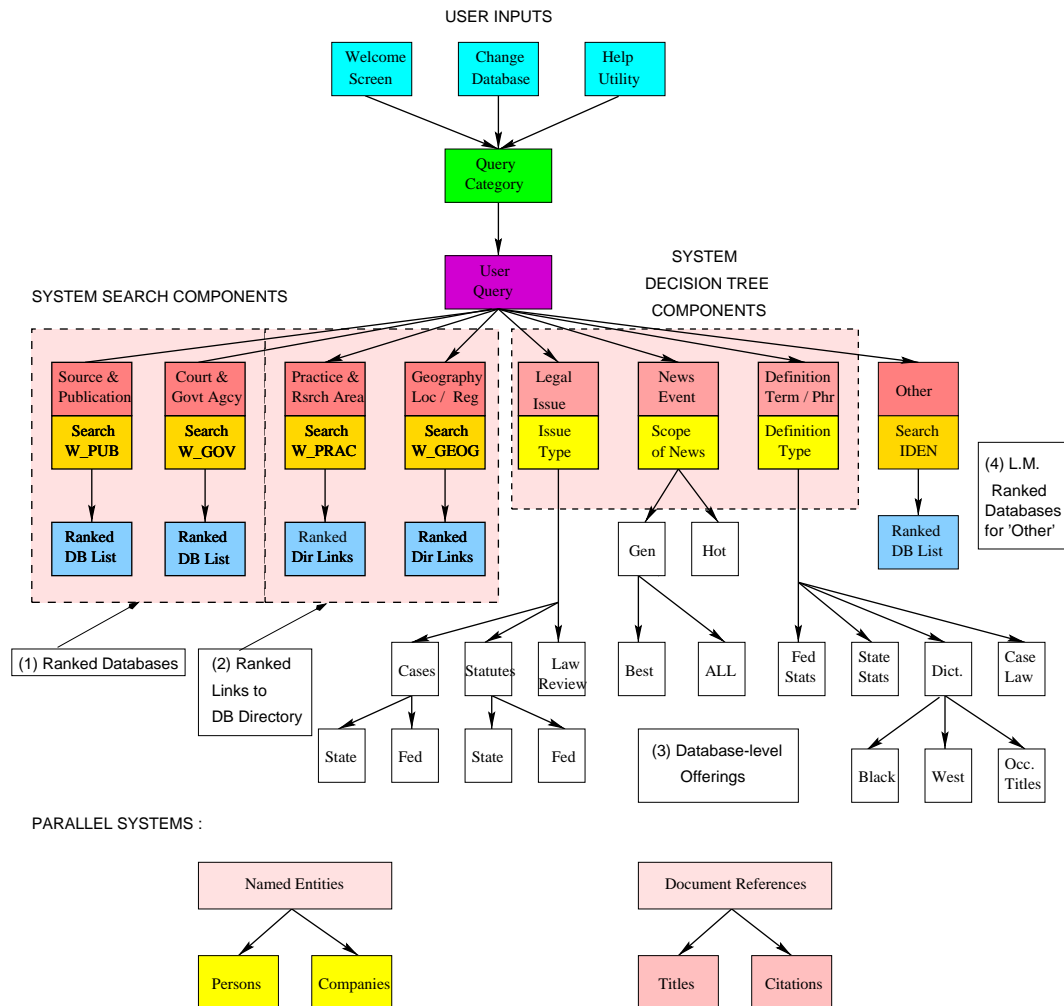 USER INPUTS
Welcome
Screen
Change
Database
Help
Utility
Query
Category
User
Query
SYSTEM
DECISION TREE
COMPONENTS
SYSTEM SEARCH COMPONENTS
Source &
Publication
Search
W_PUB
Ranked
DB List
Court &
Govt Agcy
Search
W_GOV
Ranked
DB List
Practice &
Rsrch Area
Search
W_PRAC
Ranked
Dir Links
Geography
Loc / Reg
Search
W_GEOG
Ranked
Dir Links
Legal
Issue
Issue
Type
News
Event
Scope
of News
Definition
Term / Phr
Definition
Type
Other
Search
IDEN
Ranked
DB List
(4) L.M.
Ranked
Databases
for 'Other'
Gen
Hot
(1) Ranked Databases
(2) Ranked
Links to
DB Directory
Cases
Statutes
Law
Review
Best
ALL
Fed
Stats
State
Stats
Dict.
Case
Law
State
Fed
State
Fed
(3) Database-level
Offerings
Black
West
Occ.
Titles
PARALLEL SYSTEMS :
Named Entities
Persons
Companies
Document References
Titles
Citations